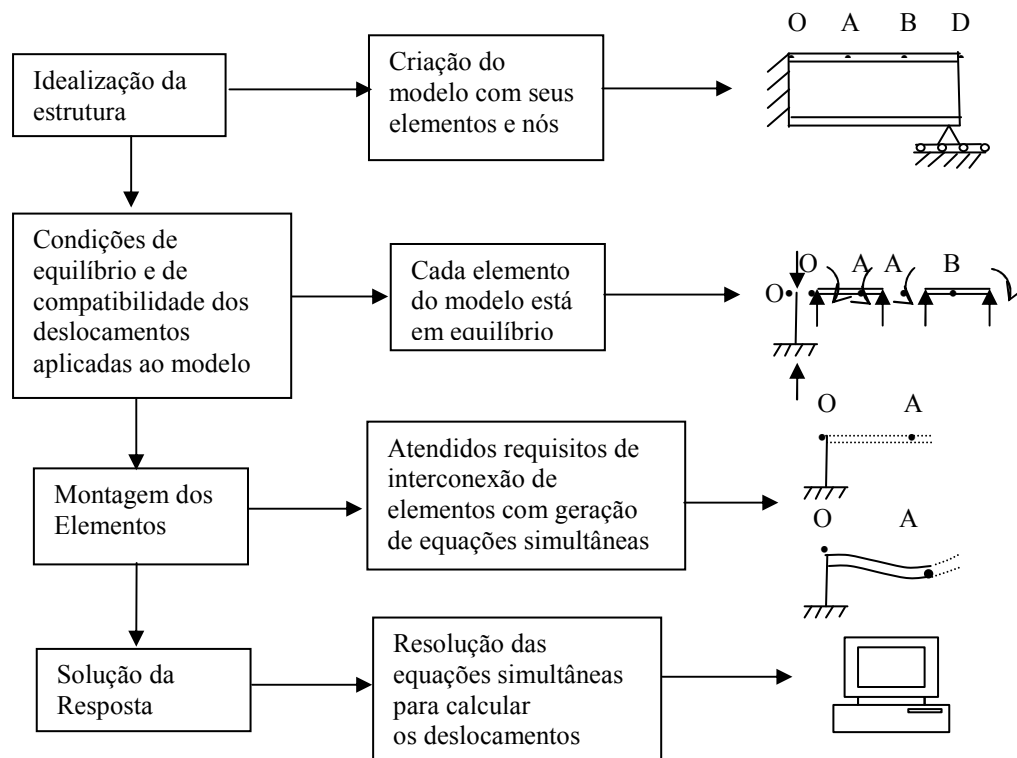 O A B D
Idealização da
estrutura
Criação do
modelo com seus
elementos e nós
Condições de
equilíbrio e de
compatibilidade dos
deslocamentos
aplicadas ao modelo
Cada elemento
do modelo está
em equilíbrio
O O A A B
Montagem dos
Elementos
Atendidos requisitos de
interconexão de
elementos com geração
de equações simultâneas
O A
O A
Solução da
Resposta
Resolução das
equações simultâneas
para calcular
os deslocamentos